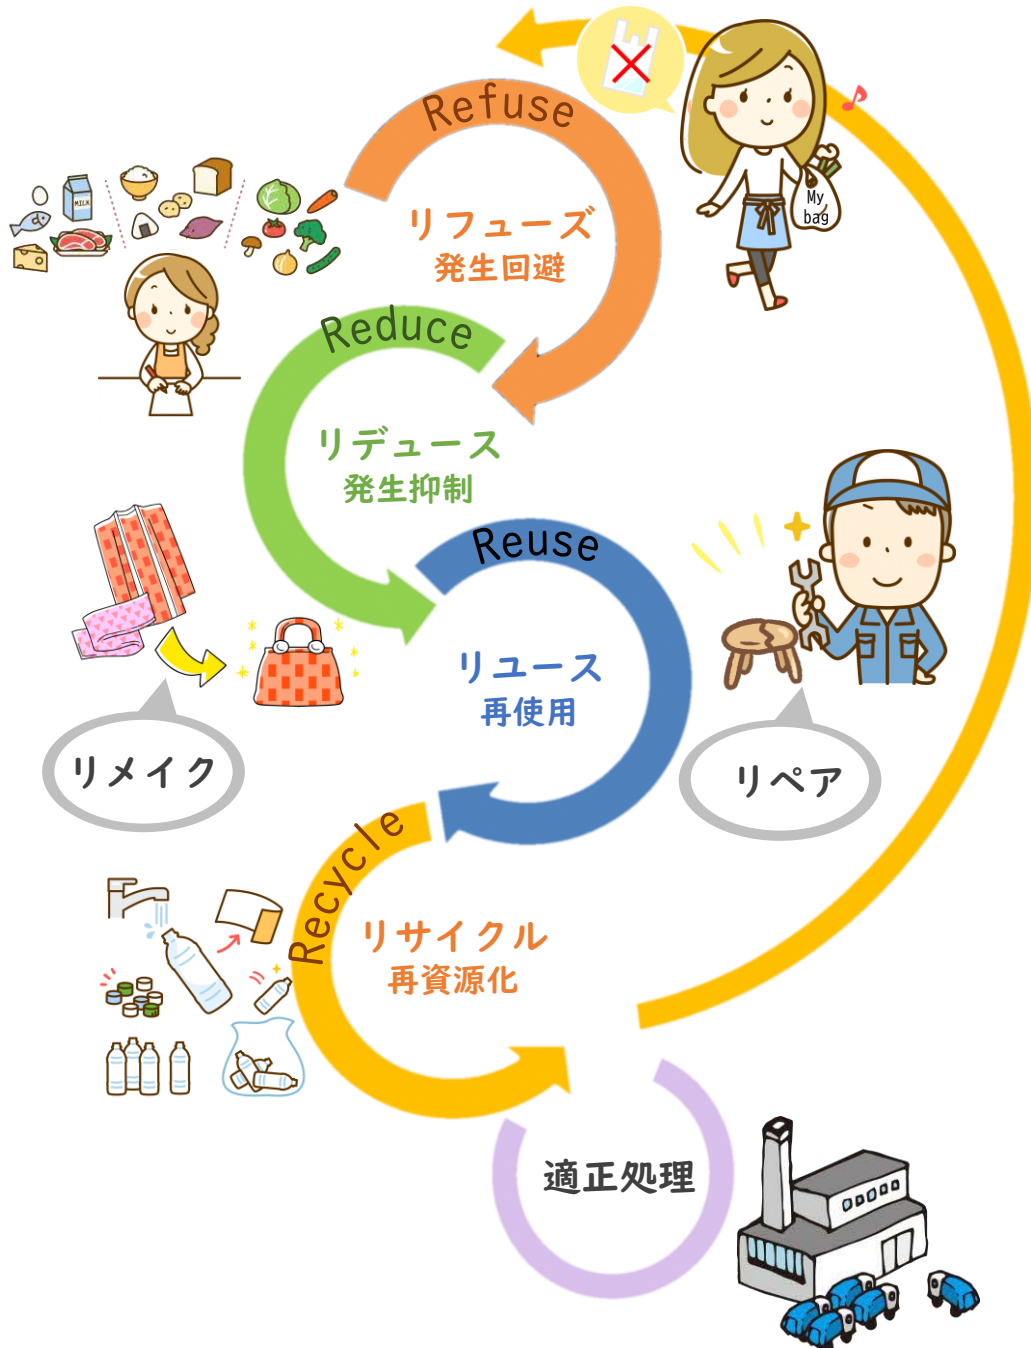 Refuse
リフューズ
発生回避
My
bag
MILK
Reduce
リデュース
発生抑制
Reuse
リユース
再使用
リメイク
リペア
Recycle
リサイクル
再資源化
適正処理